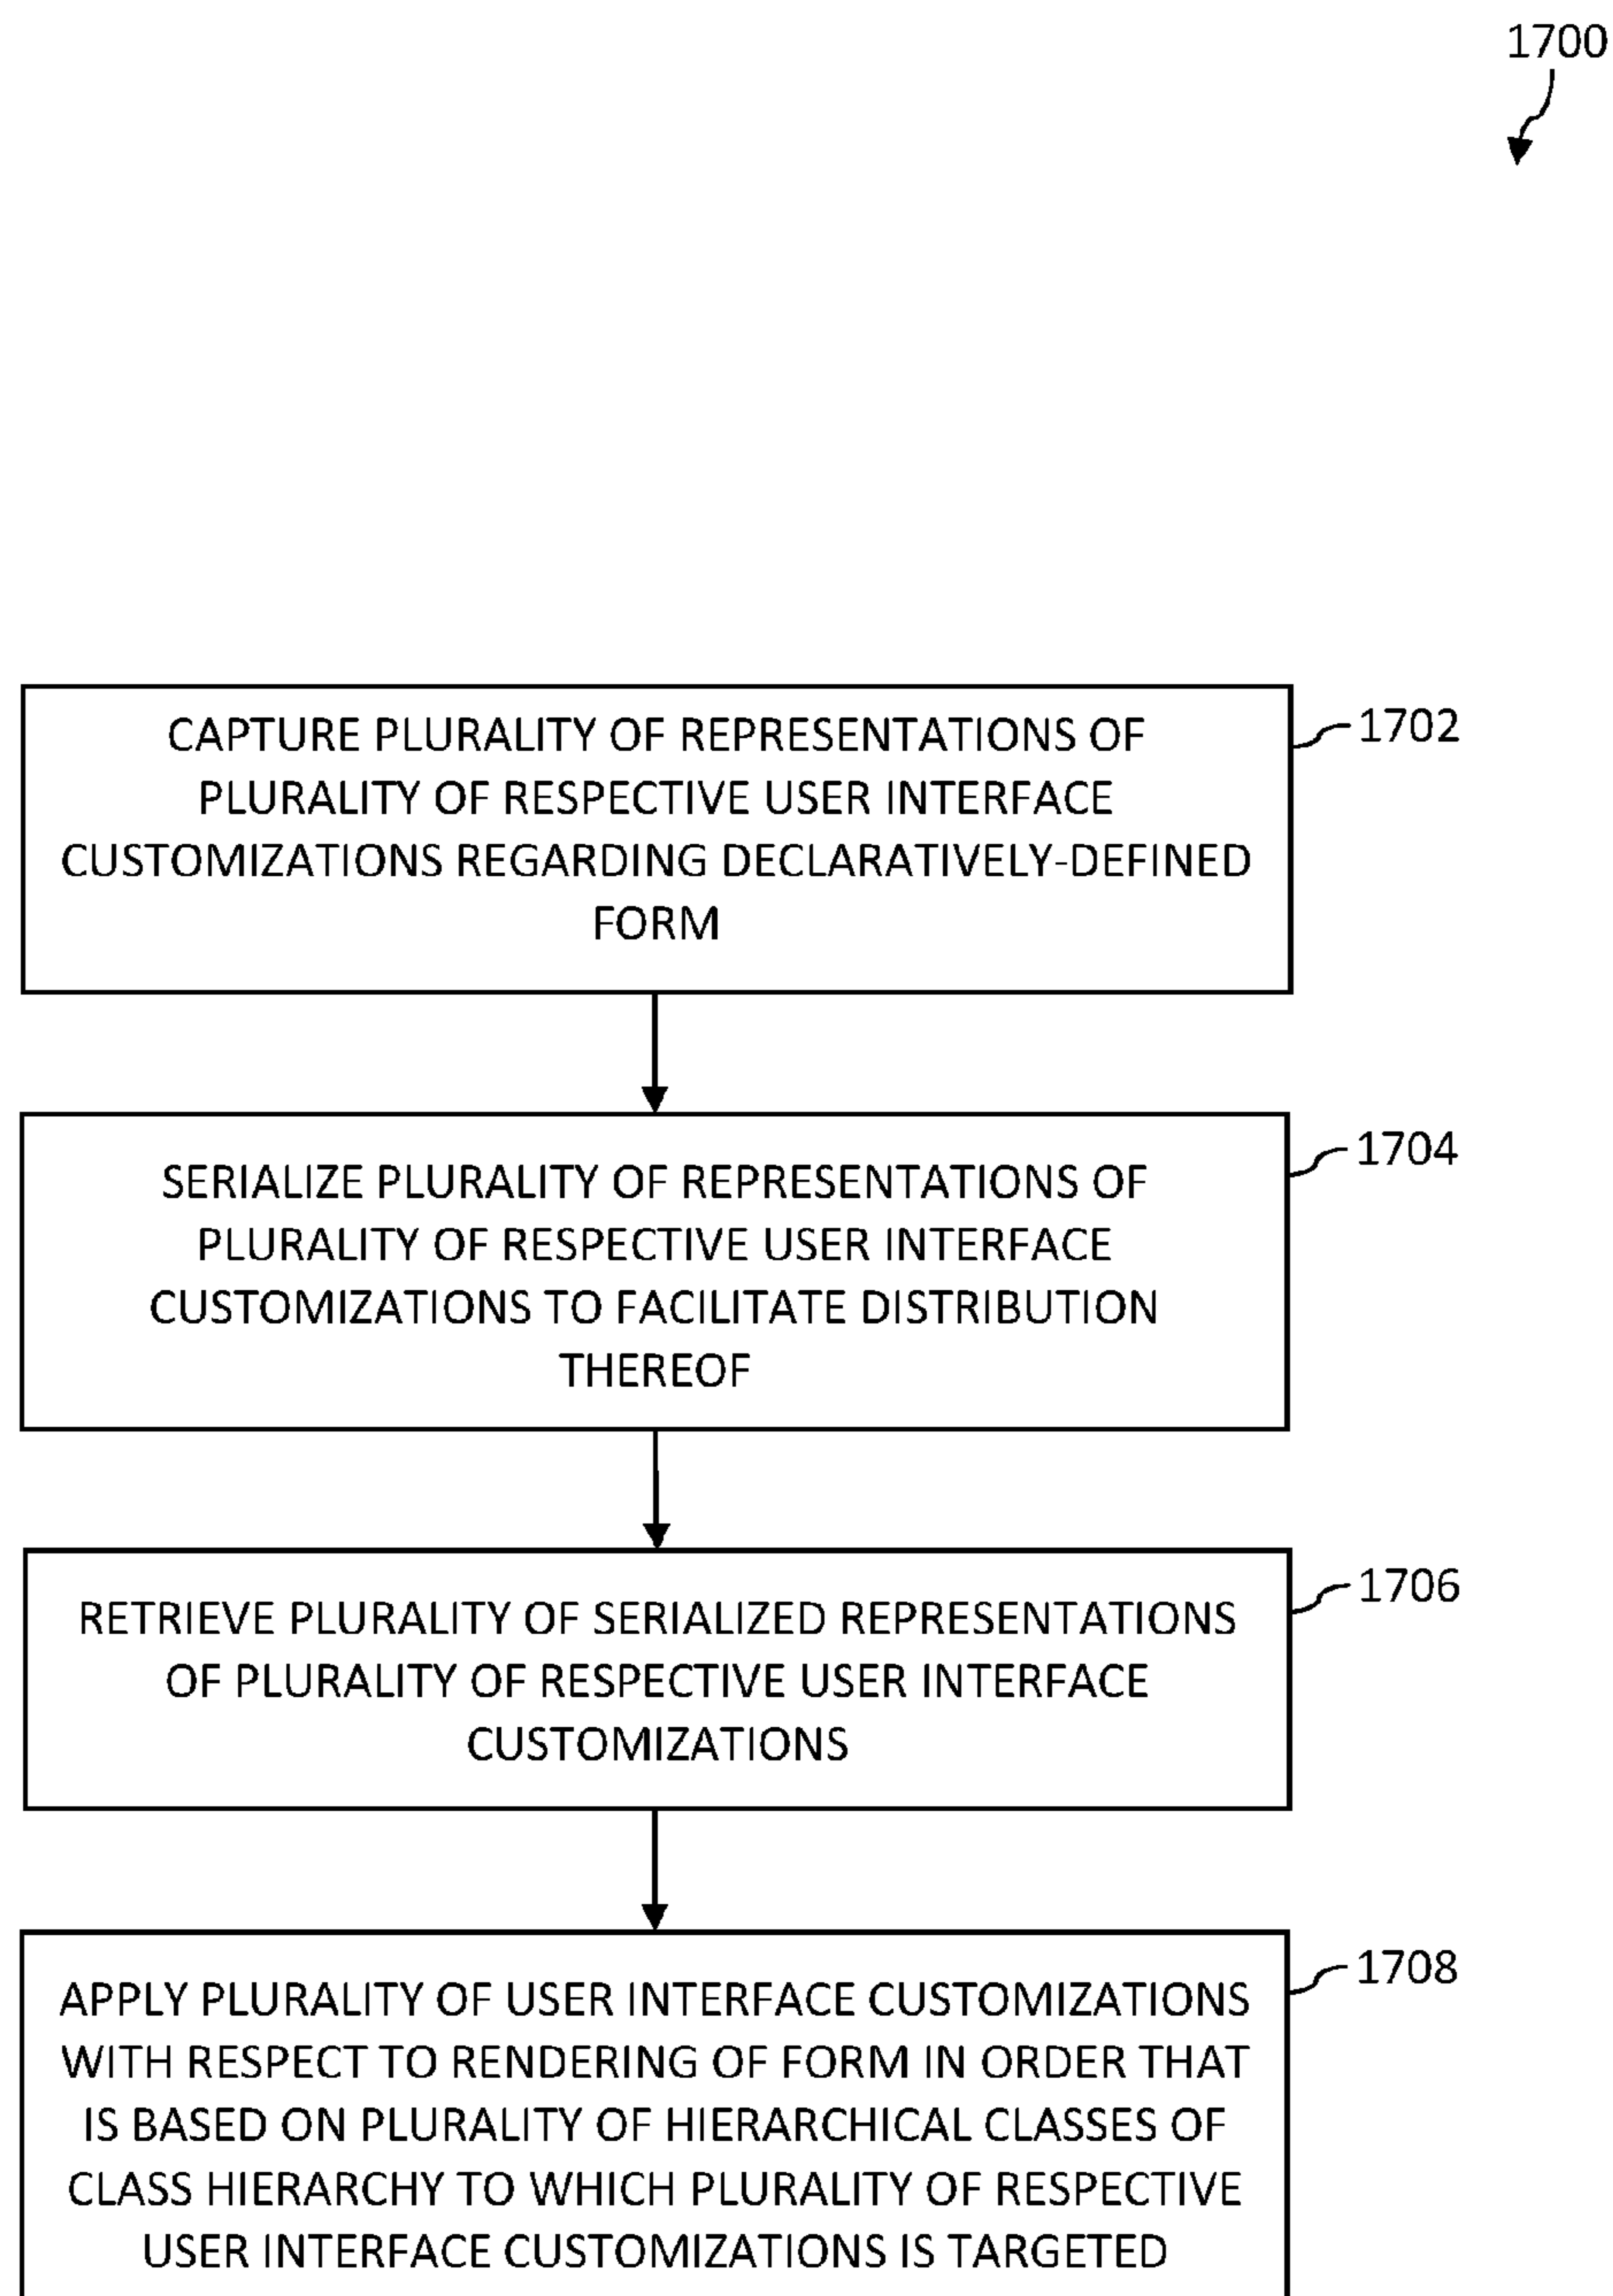 1700
CAPTURE PLURALITY OF REPRESENTATIONS OF
PLURALITY OF RESPECTIVE USER INTERFACE
CUSTOMIZATIONS REGARDING DECLARATIVELY-DEFINED
FORM
1702
SERIALIZE PLURALITY OF REPRESENTATIONS OF
PLURALITY OF RESPECTIVE USER INTERFACE
CUSTOMIZATIONS TO FACILITATE DISTRIBUTION
THEREOF
1704
RETRIEVE PLURALITY OF SERIALIZED REPRESENTATIONS
OF PLURALITY OF RESPECTIVE USER INTERFACE
CUSTOMIZATIONS
1706
APPLY PLURALITY OF USER INTERFACE CUSTOMIZATIONS
WITH RESPECT TO RENDERING OF FORM IN ORDER THAT
IS BASED ON PLURALITY OF HIERARCHICAL CLASSES OF
CLASS HIERARCHY TO WHICH PLURALITY OF RESPECTIVE
USER INTERFACE CUSTOMIZATIONS IS TARGETED
1708